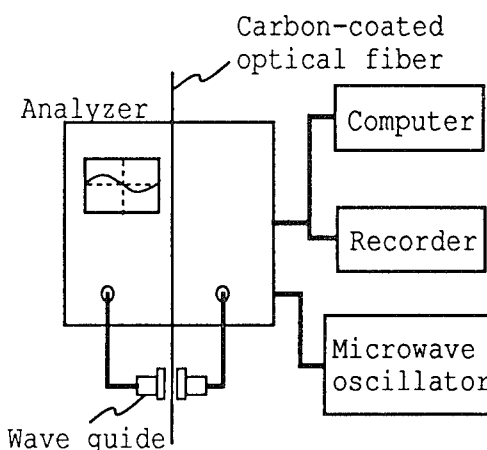 Carbon-coated
optical fiber
Analyzer
Computer
Recorder
Microwave
oscillator
Wave guide